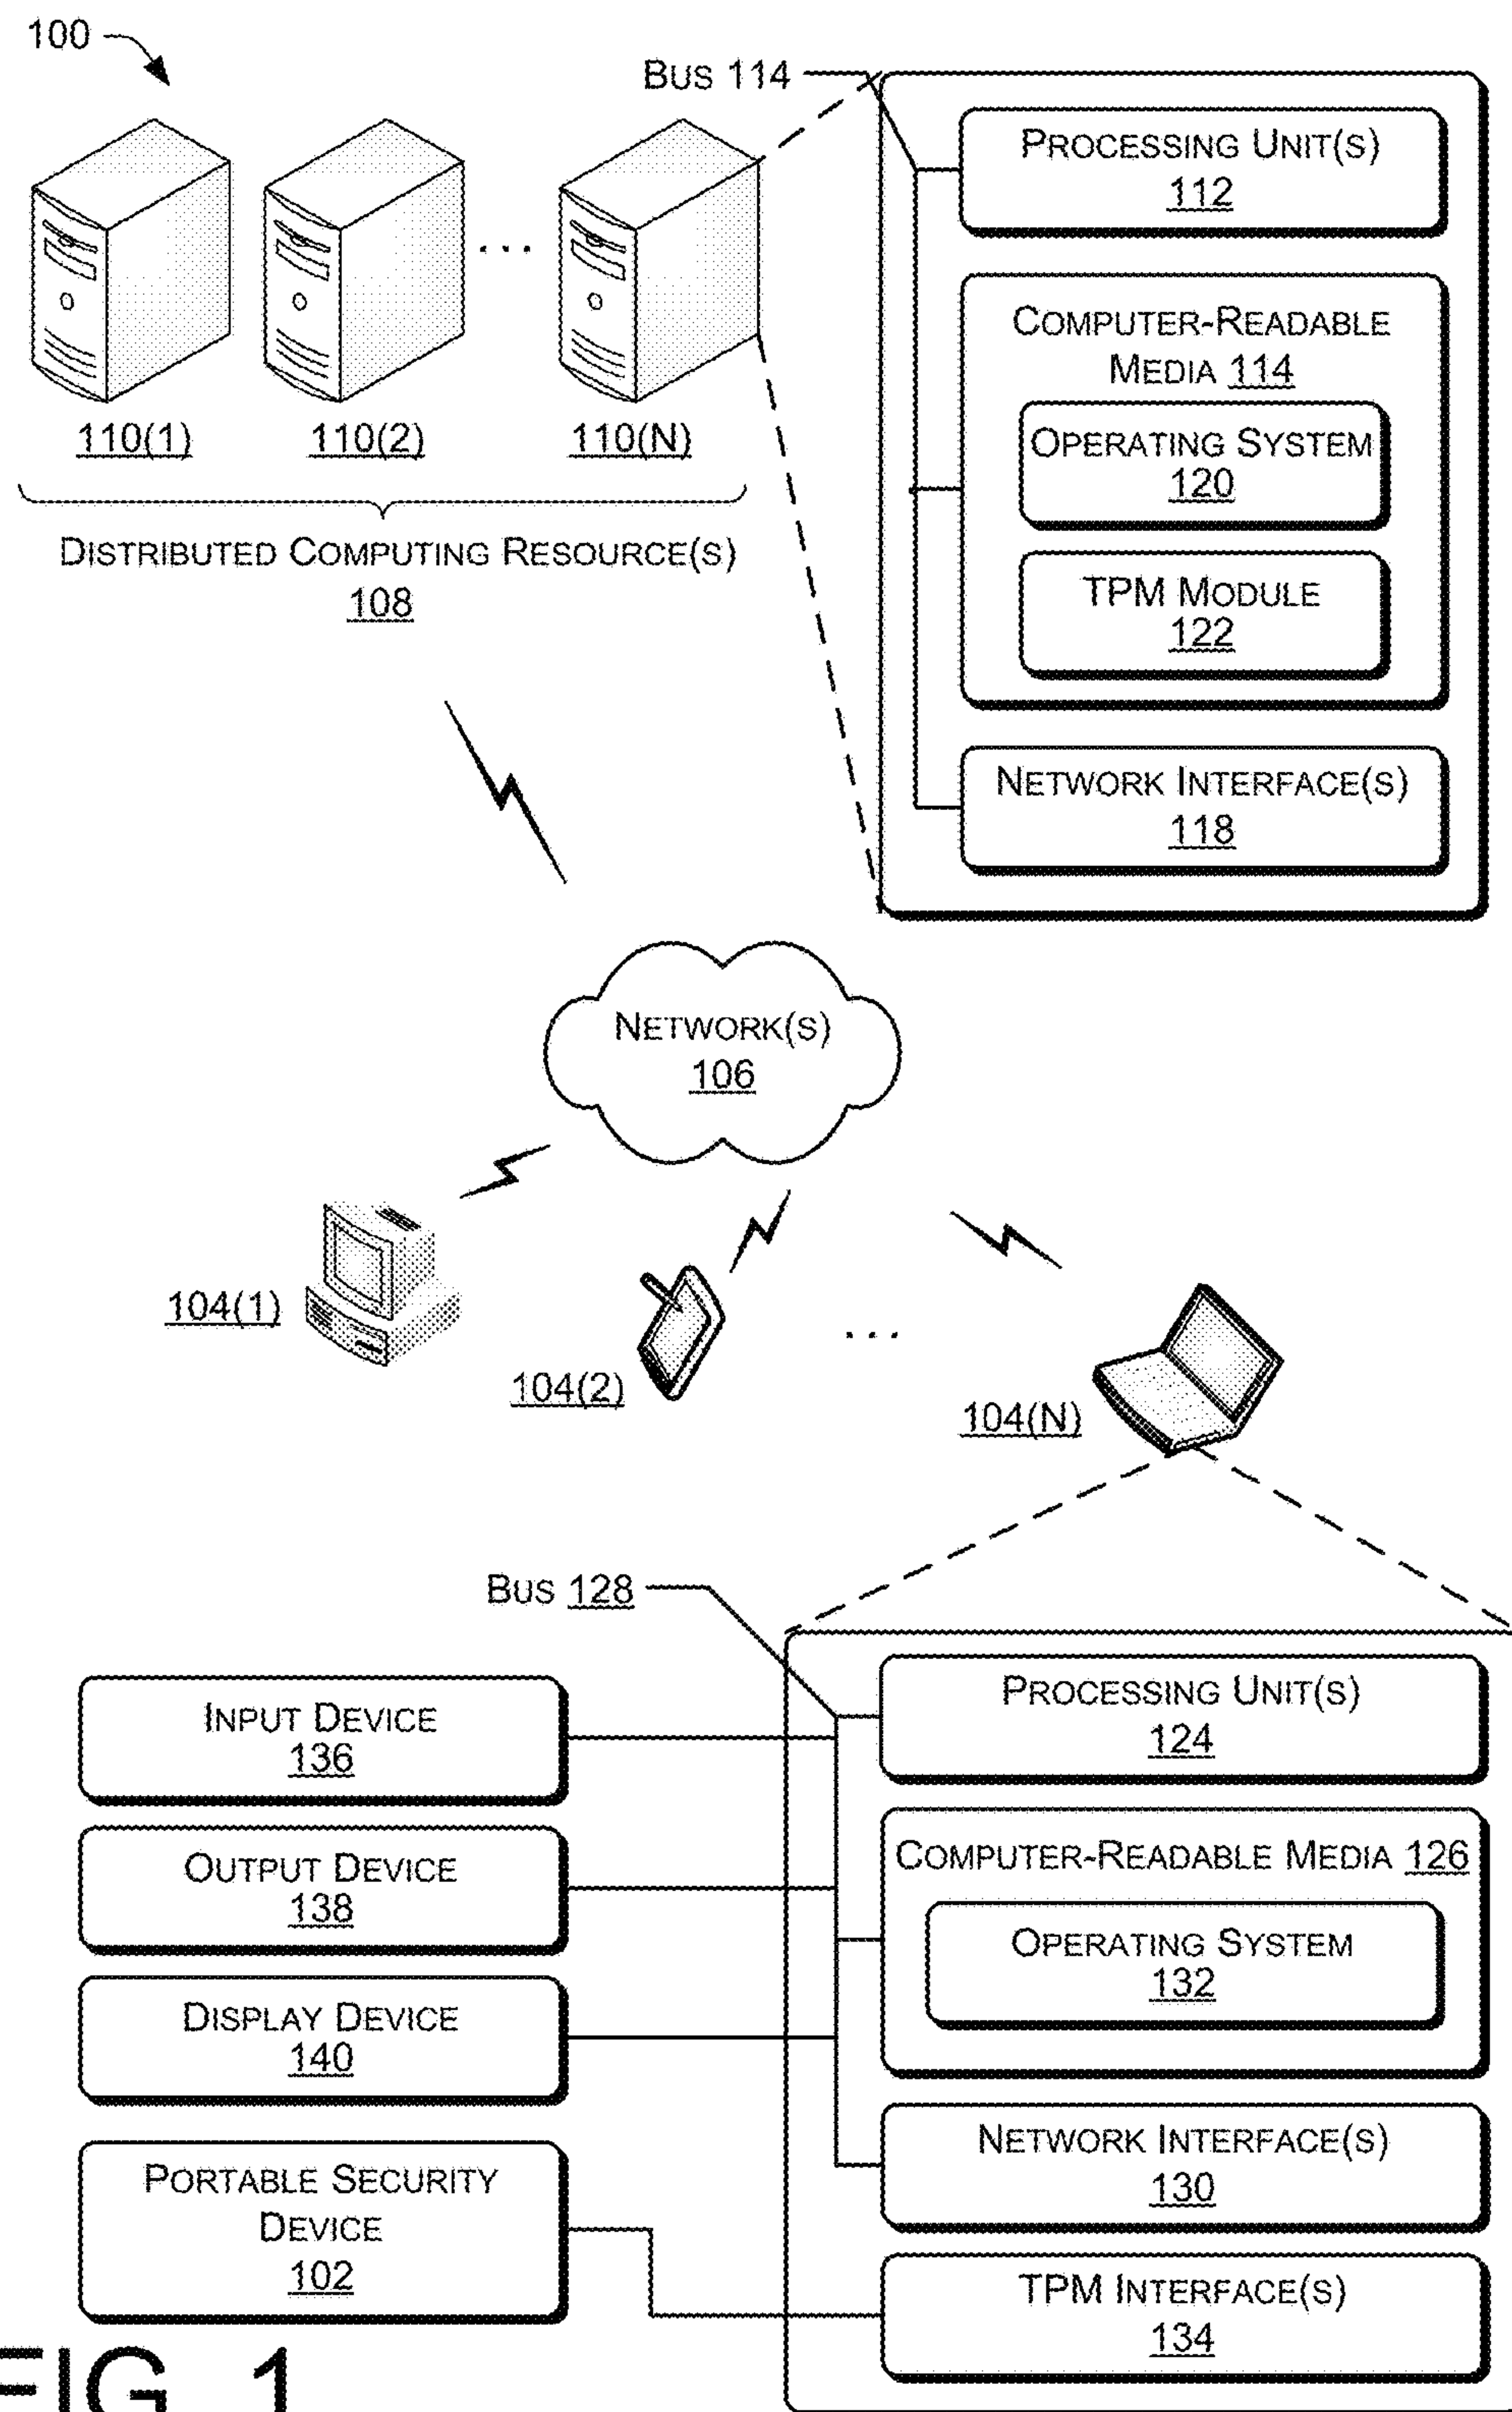 100
BUS 114
PROCESSING UNIT(S)
112
COMPUTER-READABLE
MEDIA 114
OPERATING SYSTEM
120
TPM MODULE
122
NETWORK INTERFACE(S)
118
110(1)
110(2)
...
110(N)
DISTRIBUTED COMPUTING RESOURCE(S)
108
NETWORK(S)
106
104(1)
104(2)
...
104(N)
BUS 128
INPUT DEVICE
136
OUTPUT DEVICE
138
DISPLAY DEVICE
140
PORTABLE SECURITY
DEVICE
102
PROCESSING UNIT(S)
124
COMPUTER-READABLE MEDIA 126
OPERATING SYSTEM
132
NETWORK INTERFACE(S)
130
TPM INTERFACE(S)
134
FIG. 1